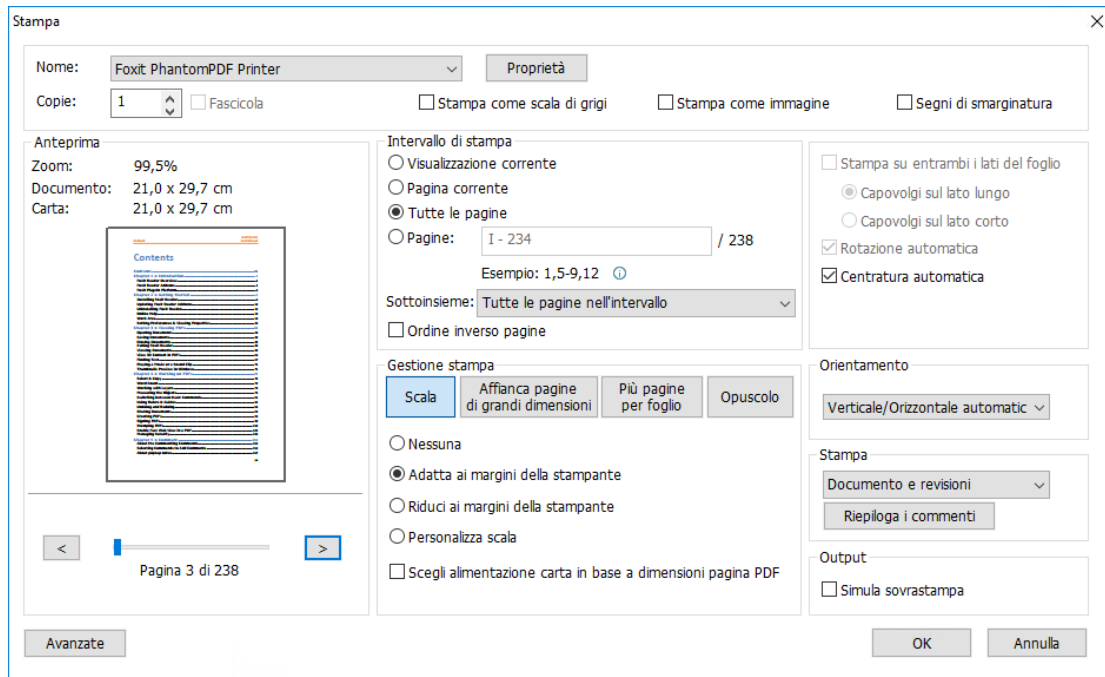 Stampa
Nome: Foxit PhantomPDF Printer Proprietà
Copie: 1 Fascicola Stampa come scala di grigi Stampa come immagine Segni di smarginatura
Anteprima
Zoom: 99,5%
Documento: 21,0 x 29,7 cm
Carta: 21,0 x 29,7 cm
Contents
< >
Pagina 3 di 238
Intervallo di stampa
Visualizzazione corrente
Pagina corrente
Tutte le pagine
Pagine: I - 234 / 238
Esempio: 1,5-9,12
Sottoinsieme: Tutte le pagine nell'intervallo
Ordine inverso pagine
Gestione stampa
Scala
Affianca pagine
di grandi dimensioni
Più pagine
per foglio
Opuscolo
Nessuna
Adatta ai margini della stampante
Riduci ai margini della stampante
Personalizza scala
Scegli alimentazione carta in base a dimensioni pagina PDF
Stampa su entrambi i lati del foglio
Capovolgi sul lato lungo
Capovolgi sul lato corto
Rotazione automatica
Centratura automatica
Orientamento
Verticale/Orizzontale automatic
Stampa
Documento e revisioni
Riepiloga i commenti
Output
Simula sovrastampa
Avanzate OK Annulla